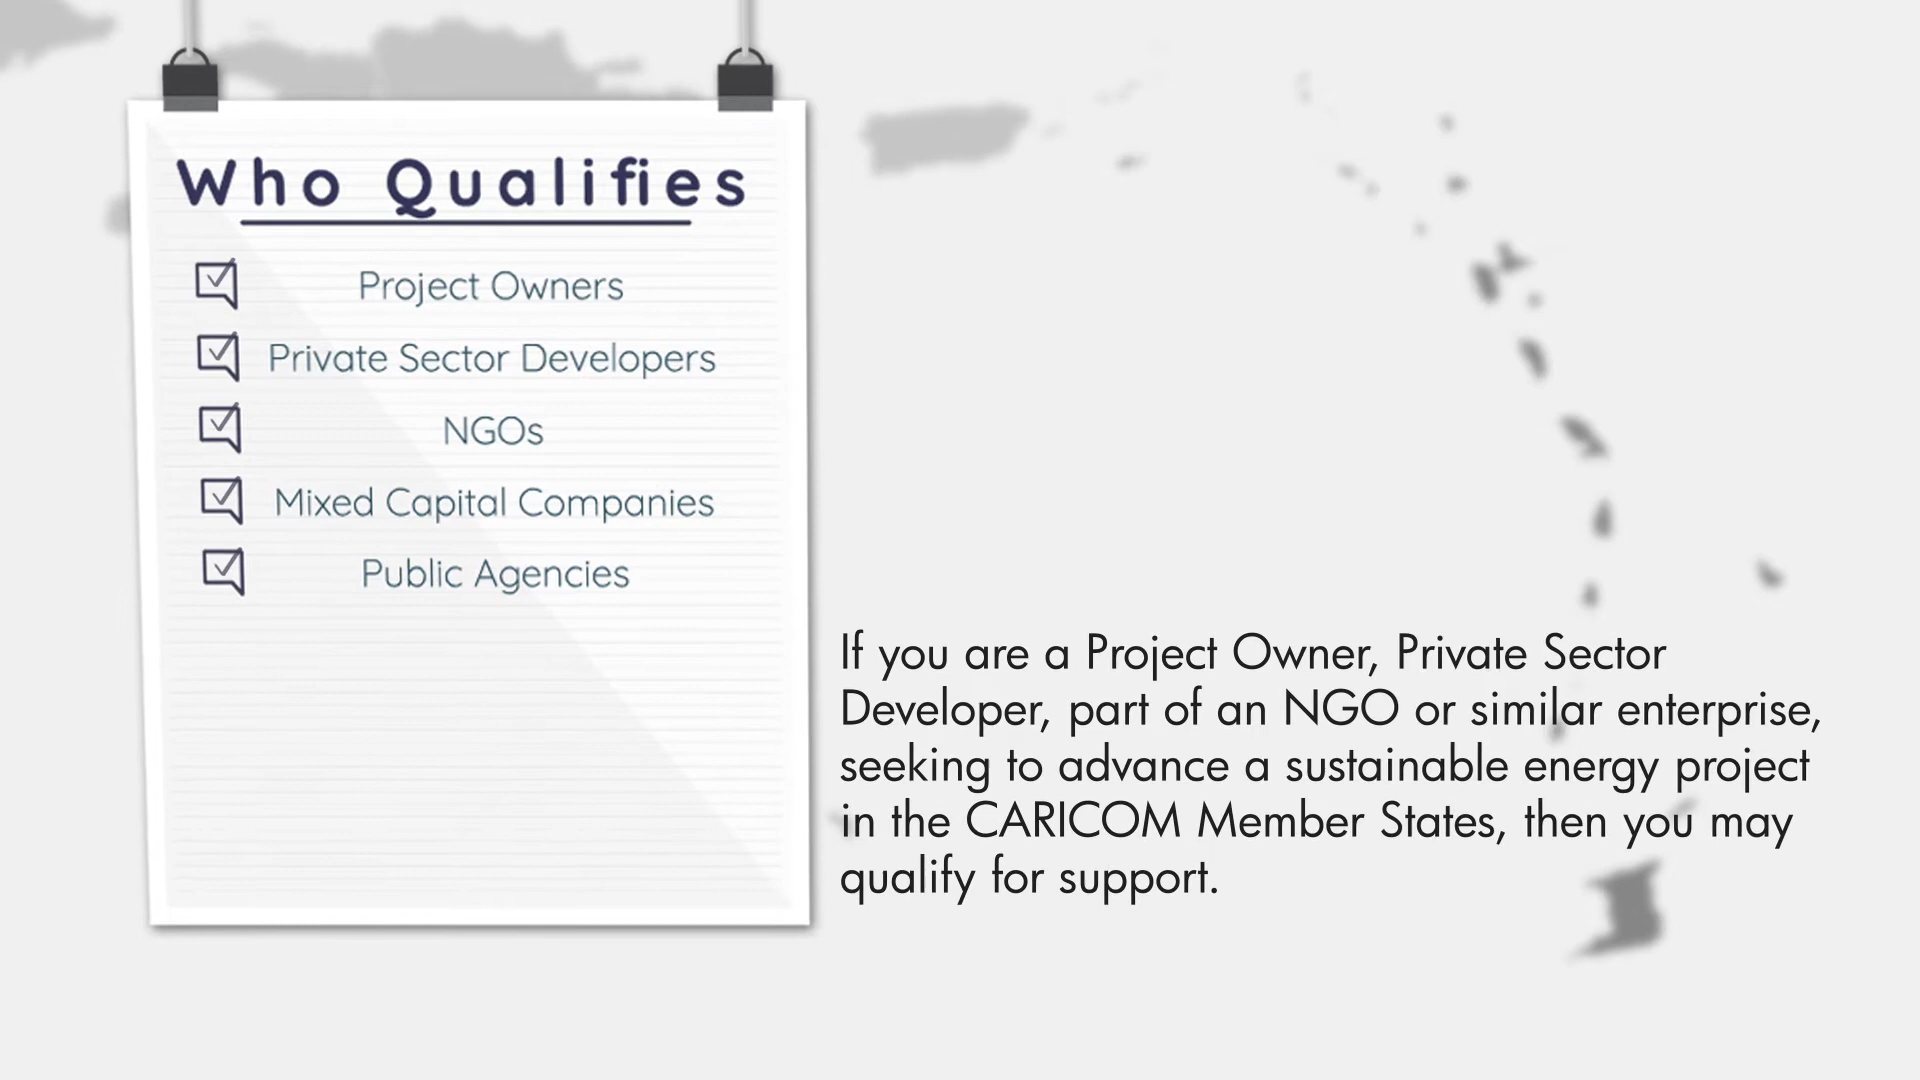 Who Qualifies
Project Owners
Private Sector Developers
NGOs
Mixed Capital Companies
Public Agencies
If you are a Project Owner, Private Sector
Developer, part of an NGO or similar enterprise,
seeking to advance a sustainable energy project
in the CARICOM Member States, then you may
qualify for support.